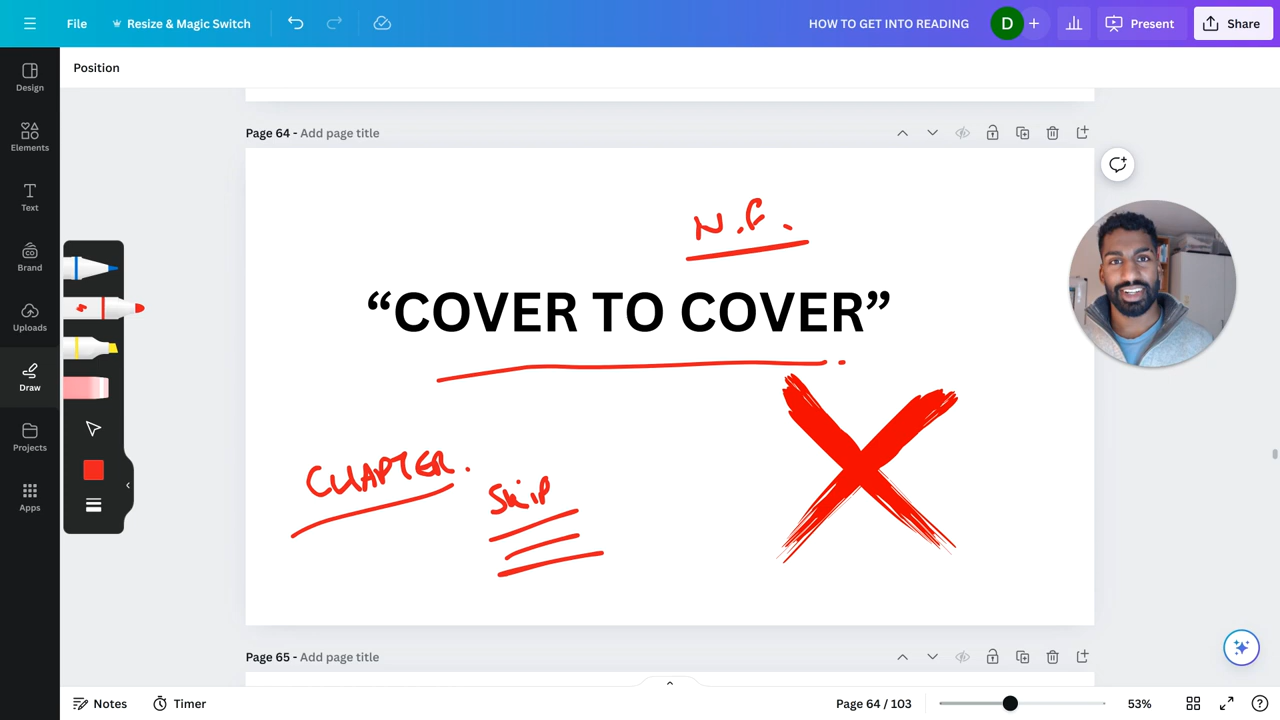 File
Resize & Magic Switch
HOW TO GET INTO READING
D
Present
Share
Position
Design
Elements
Text
Brand
Uploads
Draw
Projects
Apps
Page 64 - Add page title
N.F.
“COVER TO COVER”
CHAPTER.
Skip
Page 65 - Add page title
Notes
Timer
Page 64 / 103
53%